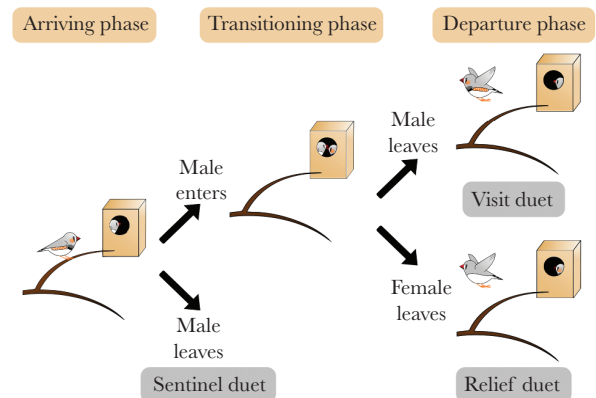 Arriving phase
Transitioning phase
Departure phase
Male
enters
Male
leaves
Sentinel duet
Male
leaves
Visit duet
Female
leaves
Relief duet